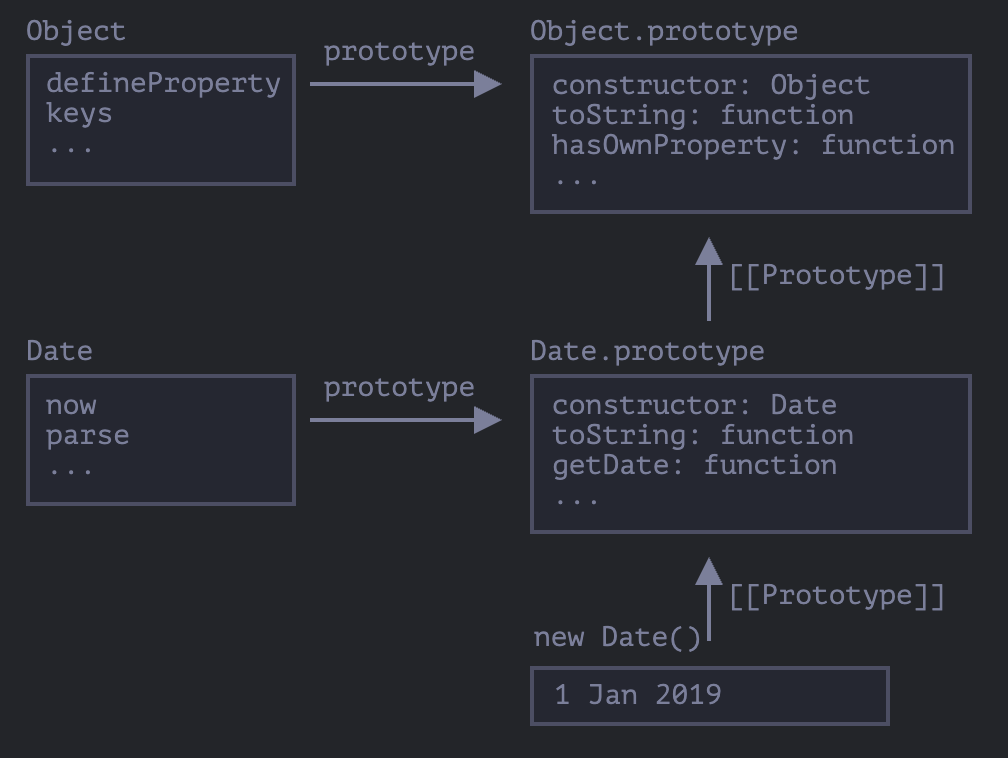 Object
prototype
Object.prototype
defineProperty
keys
...
constructor: Object
toString: function
hasOwnProperty: function
...
[[Prototype]]
Date
prototype
Date.prototype
now
parse
...
constructor: Date
toString: function
getDate: function
...
[[Prototype]]
new Date()
1 Jan 2019